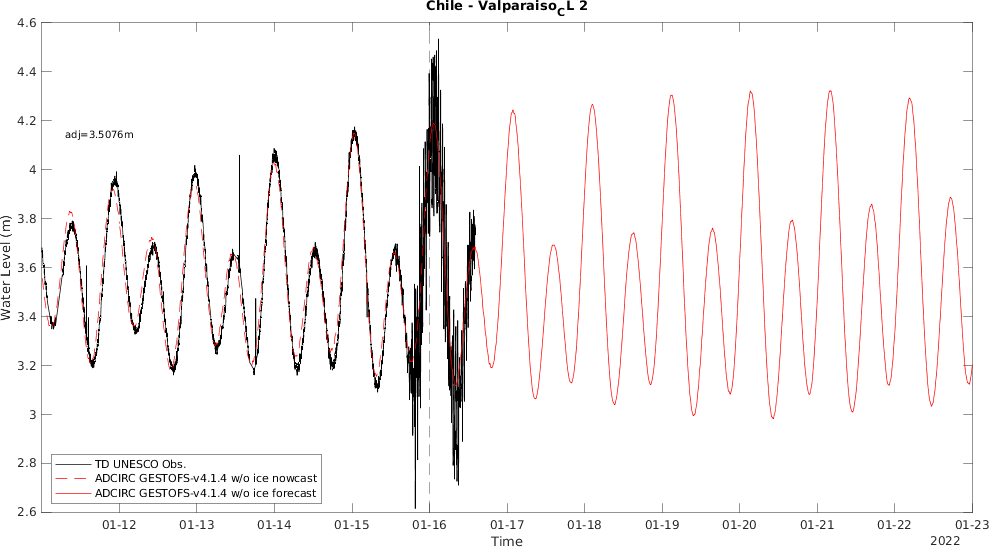 Chile - Valparaiso_CL 2
4.6
4.4
4.2
4
3.8
3.6
3.4
3.2
3
2.8
2.6
Water Level (m)
adj=3.5076m
TD UNESCO Obs.
ADCIRC GESTOFS-v4.1.4 w/o ice nowcast
ADCIRC GESTOFS-v4.1.4 w/o ice forecast
01-12 01-13 01-14 01-15 01-16 01-17 01-18 01-19 01-20 01-21 01-22 01-23
Time
2022